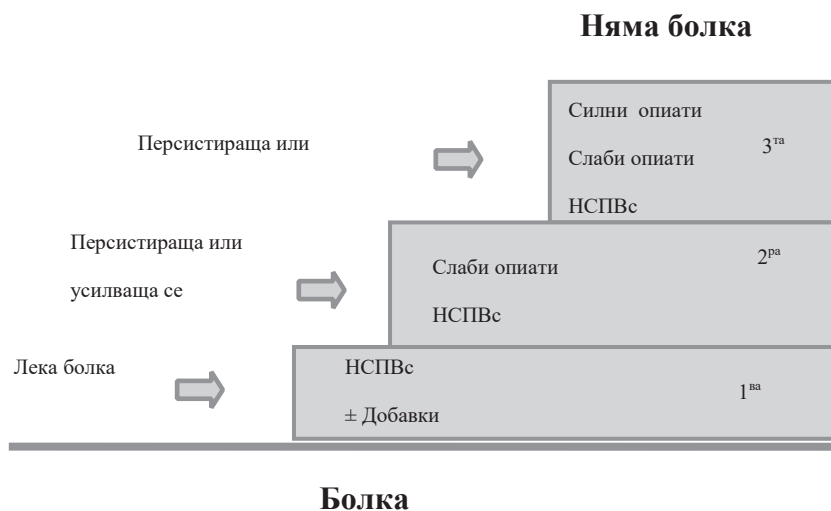 Няма болка
Персистираща или
Силни опиати
Слаби опиати 3та
НСПВс
Персистираща или
усилваща се
Слаби опиати 2ра
НСПВс
Лека болка
НСПВс
± Добавки 1ва
Болка